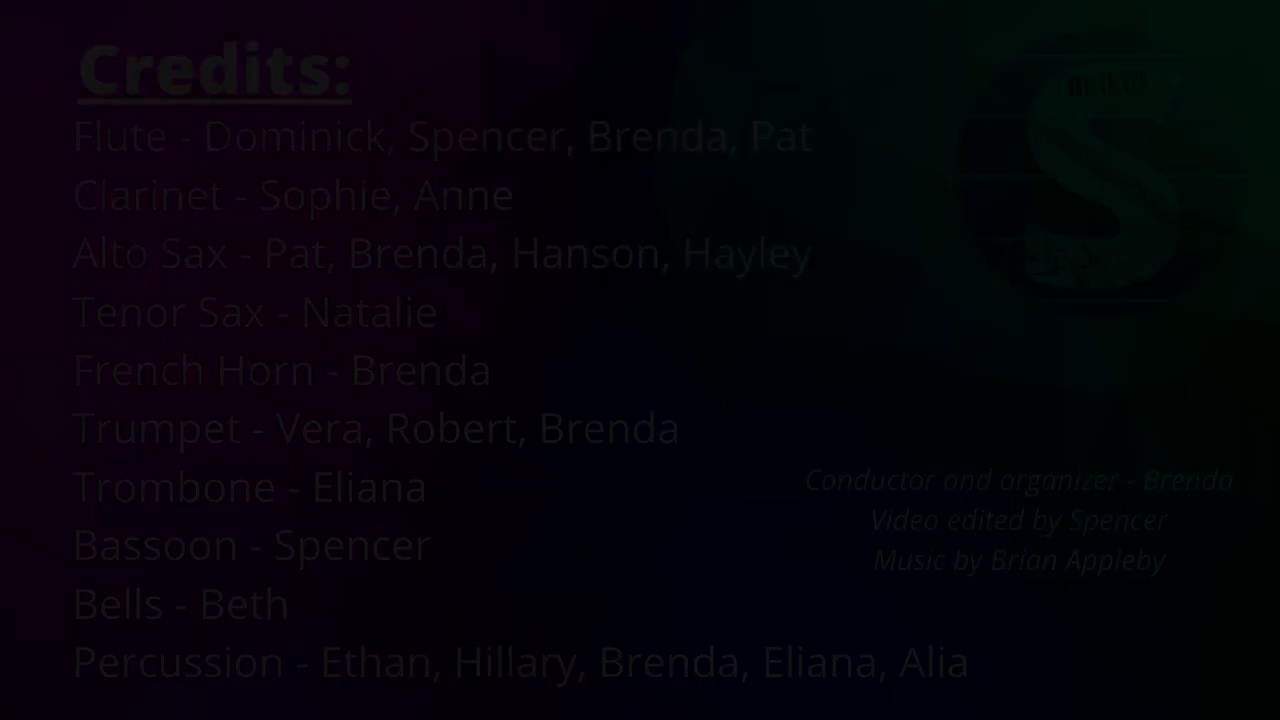 Credits:
Flute - Dominick, Spencer, Brenda, Pat
Clarinet - Sophie, Anne
Alto Sax - Pat, Brenda, Hanson, Hayley
Tenor Sax - Natalie
French Horn - Brenda
Trumpet - Vera, Robert, Brenda
Trombone - Eliana
Bassoon - Spencer
Bells - Beth
Percussion - Ethan, Hillary, Brenda, Eliana, Alia
S
Conductor and organizer - Brenda
Video edited by Spencer
Music by Brian Appleby